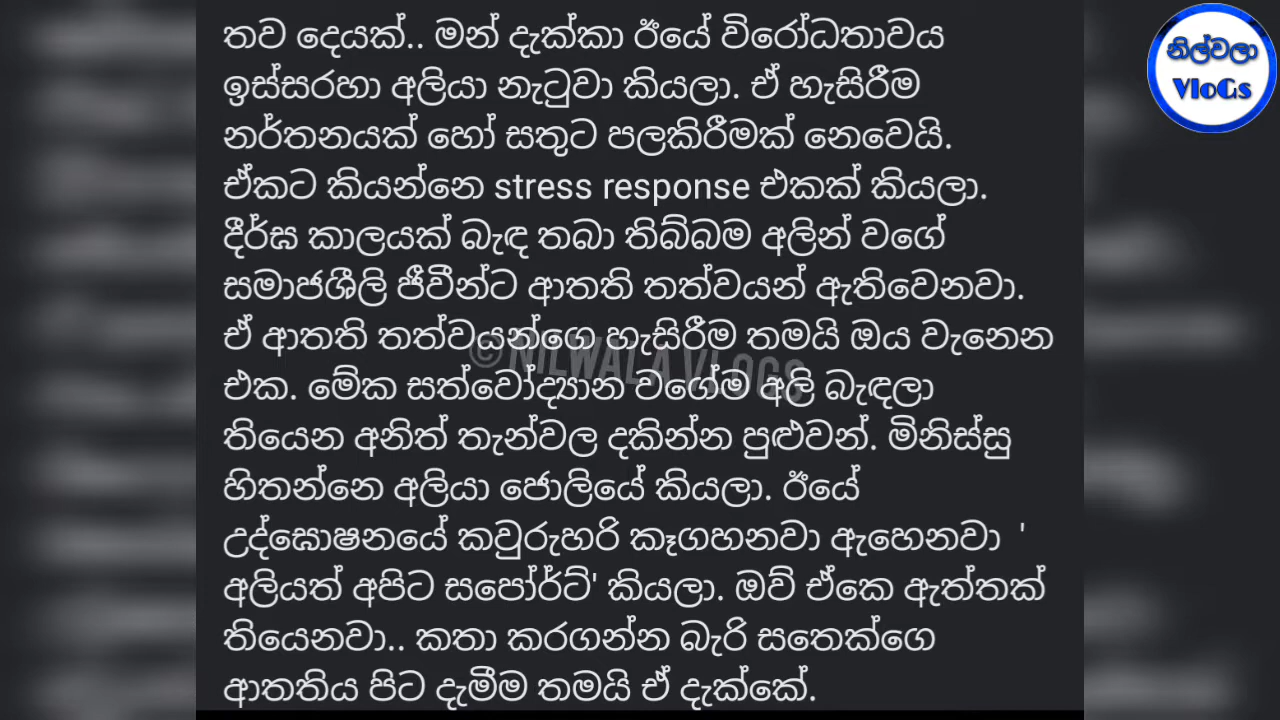 තව දෙයක්.. මන් දැක්කා ඊයේ විරෝධතාවය
ඉස්සරහා අලියා නැටුවා කියලා. ඒ හැසිරීම
නර්තනයක් හෝ සතුට පලකිරීමක් නෙවෙයි.
ඒකට කියන්නෙ stress response එකක් කියලා.
දීර්ඝ කාලයක් බැඳ තබා තිබ්බම අලින් වගේ
සමාජශීලි ජීවීන්ට ආතති තත්වයන් ඇතිවෙනවා.
ඒ ආතති තත්වයන්ගෙ හැසිරීම තමයි ඔය වැනෙන
එක. මේක සත්වෝද්‍යාන වගේම අලි බැඳලා
තියෙන අනිත් තැන්වල දකින්න පුළුවන්. මිනිස්සු
හිතන්නෙ අලියා ජොලියේ කියලා. ඊයේ
උද්ඝොෂනයේ කවුරුහරි කෑගහනවා ඇහෙනවා '
අලියත් අපිට සපෝර්ට්' කියලා. ඔව් ඒකෙ ඇත්තක්
තියෙනවා.. කතා කරගන්න බැරි සතෙක්ගෙ
ආතතිය පිට දැමීම තමයි ඒ දැක්කේ.
නිල්වලා
VloGs
©NILWALA VLOGS